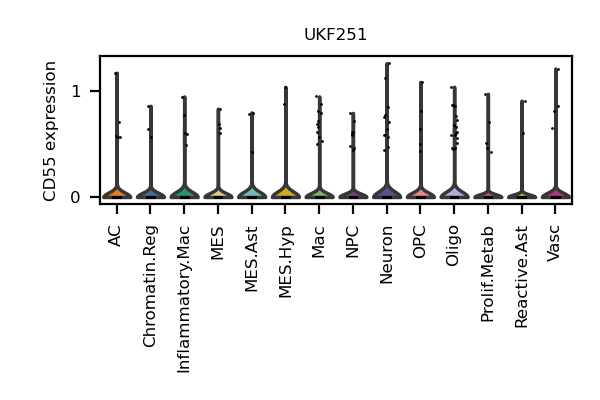 UKF251
CD55 expression
1
0
AC
Chromatin.Reg
Inflammatory.Mac
MES
MES.Ast
MES.Hyp
Mac
NPC
Neuron
OPC
Oligo
Prolif.Metab
Reactive.Ast
Vasc